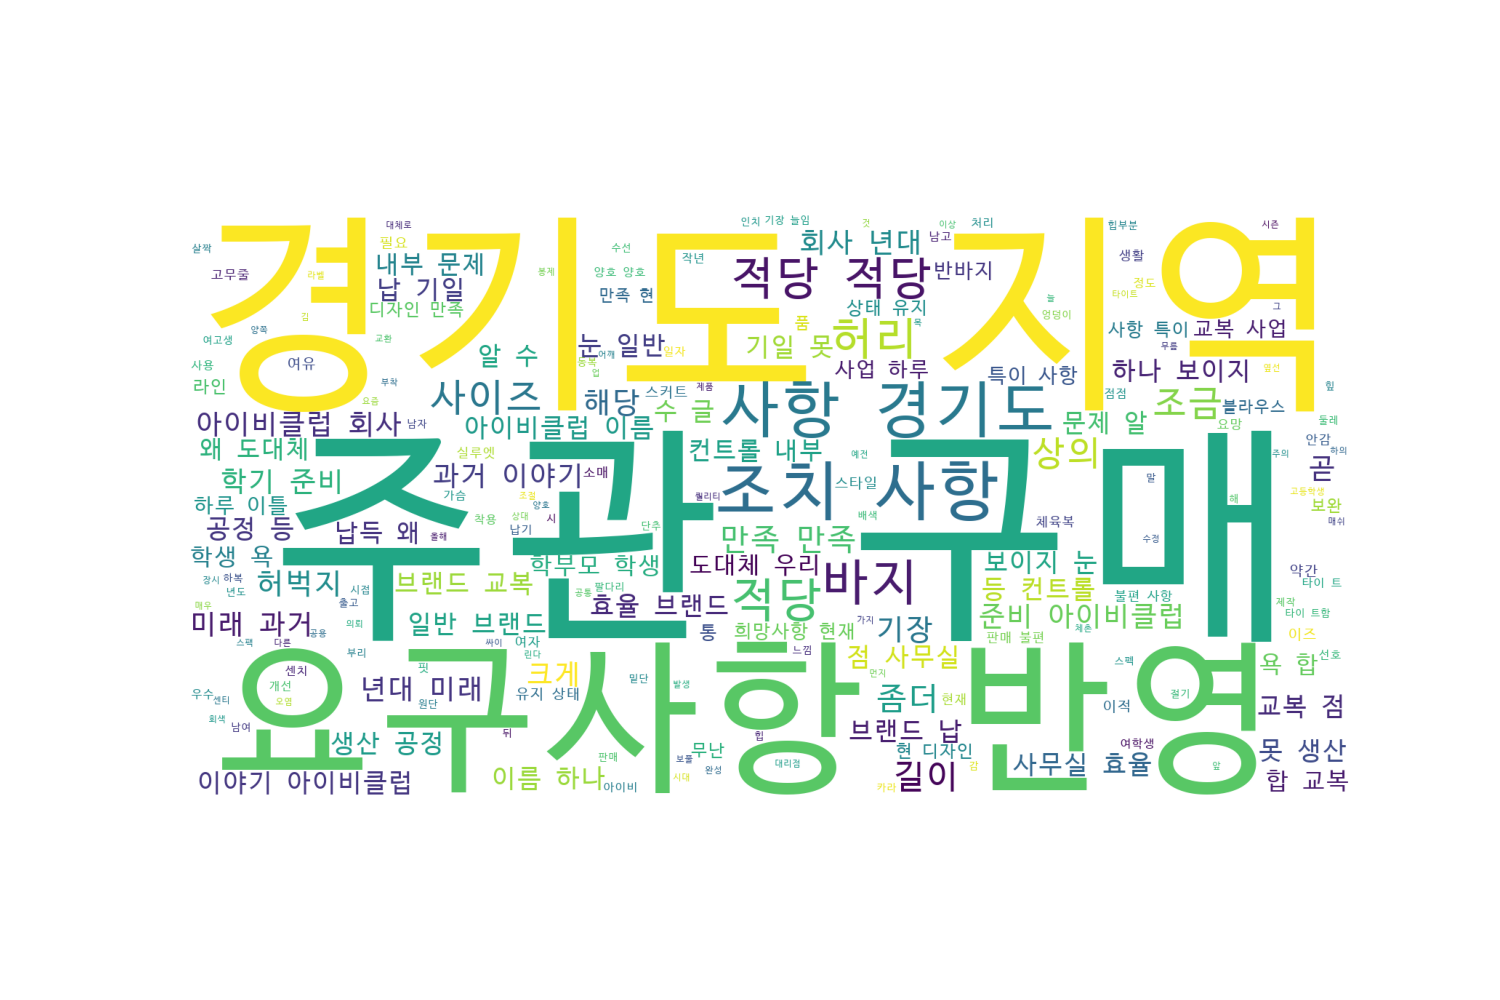 경기도 지역
주관 구매
요구사항 반영
사항 경기도
조치 사항
적당 적당
허리
바지
적당
사이즈
조금
상의
길이
기장
좀더
크게
곧
회사 년대
내부 문제
납 기일
디자인 만족
필요
대체로
살짝
고무줄
라벨
봉제
수선
양호 양호
만족 현
작년
인치
기장 늘임
것
이상
처리
남고
반바지
상태 유지
품
기일 못
눈 일반
어깨
일자
알 수
동복
업
해당
스커트
제품
수 글
사업 하루
특이 사항
점점
문제 알
힙부분
시즌
생활
정도
타이트
그
늘
엉덩이
사항 특이
교복 사업
무릎
하나 보이지
옆선
힢
블라우스
둘레
요망
안감
하의
주의
말
고등학생
해
보완
매쉬
수정
여고생
양쪽
김
교환
사용
여유
라인
부착
요즘
아이비클럽 회사
남자
아이비클럽 이름
왜 도대체
실루엣
학기 준비
과거 이야기
소매
컨트롤 내부
예전
스타일
퀄리티
하루 이틀
가슴
조절
양호
공정 등
납득 왜
올해
착용
상대
납기
시
단추
배색
체육복
학생 욕
학부모 학생
만족 만족
도대체 우리
보이지 눈
약간
타이 트
장시
하복
년도
허벅지
시점
출고
브랜드 교복
공통
팔다리
효율 브랜드
등 컨트롤
불편 사항
제작
타이 트함
매우
미래 과거
공용
의뢰
일반 브랜드
통
희망사항 현재
가지
준비 아이비클럽
판매 불편
체촌
이즈
스펙
다른
부리
싸이
여자
린다
느낌
점 사무실
먼지
스펙
욕 합
선호
센치
개선
핏
우수
센티
오염
년대 미래
원단
유지 상태
밑단
발생
현재
이적
절기
교복 점
회색
남여
뒤
힙
브랜드 납
현 디자인
여학생
생산 공정
판매
보풀
무난
완성
대리점
사무실 효율
앞
못 생산
이야기 아이비클럽
이름 하나
아이비
시대
카라
감
합 교복